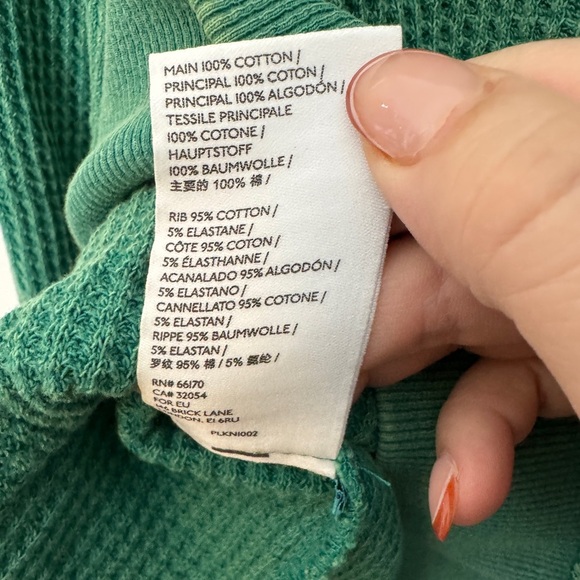 MAIN 100% COTTON /
PRINCIPAL 100% COTON /
PRINCIPAL 100% ALGODÓN /
TESSILE PRINCIPALE
100% COTONE /
HAUPTSTOFF
100% BAUMWOLLE /
主要的 100% 棉 /
RIB 95% COTTON /
5% ELASTANE /
CÔTE 95% COTON /
5% ÉLASTHANNE /
ACANALADO 95% ALGODÓN /
5% ELASTANO /
CANNELLATO 95% COTONE /
5% ELASTAN /
RIPPE 95% BAUMWOLLE /
5% ELASTAN /
罗纹 95% 棉 / 5% 氨纶 /
RN# 66170
CA# 32054
FOR EU
BRICK LANE
E1 6RU
PLKN1002